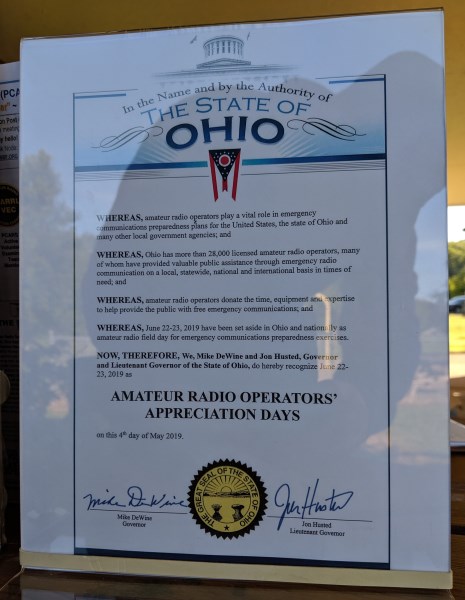 In the Name and by the Authority of
THE STATE OF
OHIO
WHEREAS, amateur radio operators play a vital role in emergency
communications preparedness plans for the United States, the state of Ohio and
many other local government agencies; and
WHEREAS, Ohio has more than 28,000 licensed amateur radio operators, many
of whom have provided valuable public assistance through emergency radio
communication on a local, statewide, national and international basis in times of
need; and
WHEREAS, amateur radio operators donate the time, equipment and expertise
to help provide the public with free emergency communications; and
WHEREAS, June 22-23, 2019 have been set aside in Ohio and nationally as
amateur radio field day for emergency communications preparedness exercises.
NOW, THEREFORE, We, Mike DeWine and Jon Husted, Governor
and Lieutenant Governor of the State of Ohio, do hereby recognize June 22-
23, 2019 as
AMATEUR RADIO OPERATORS'
APPRECIATION DAYS
on this 4th day of May 2019.
THE GREAT SEAL OF THE STATE OF OHIO
Mike DeWine
Jon Husted
Mike DeWine
Governor
Jon Husted
Lieutenant Governor
(PCA
VEC